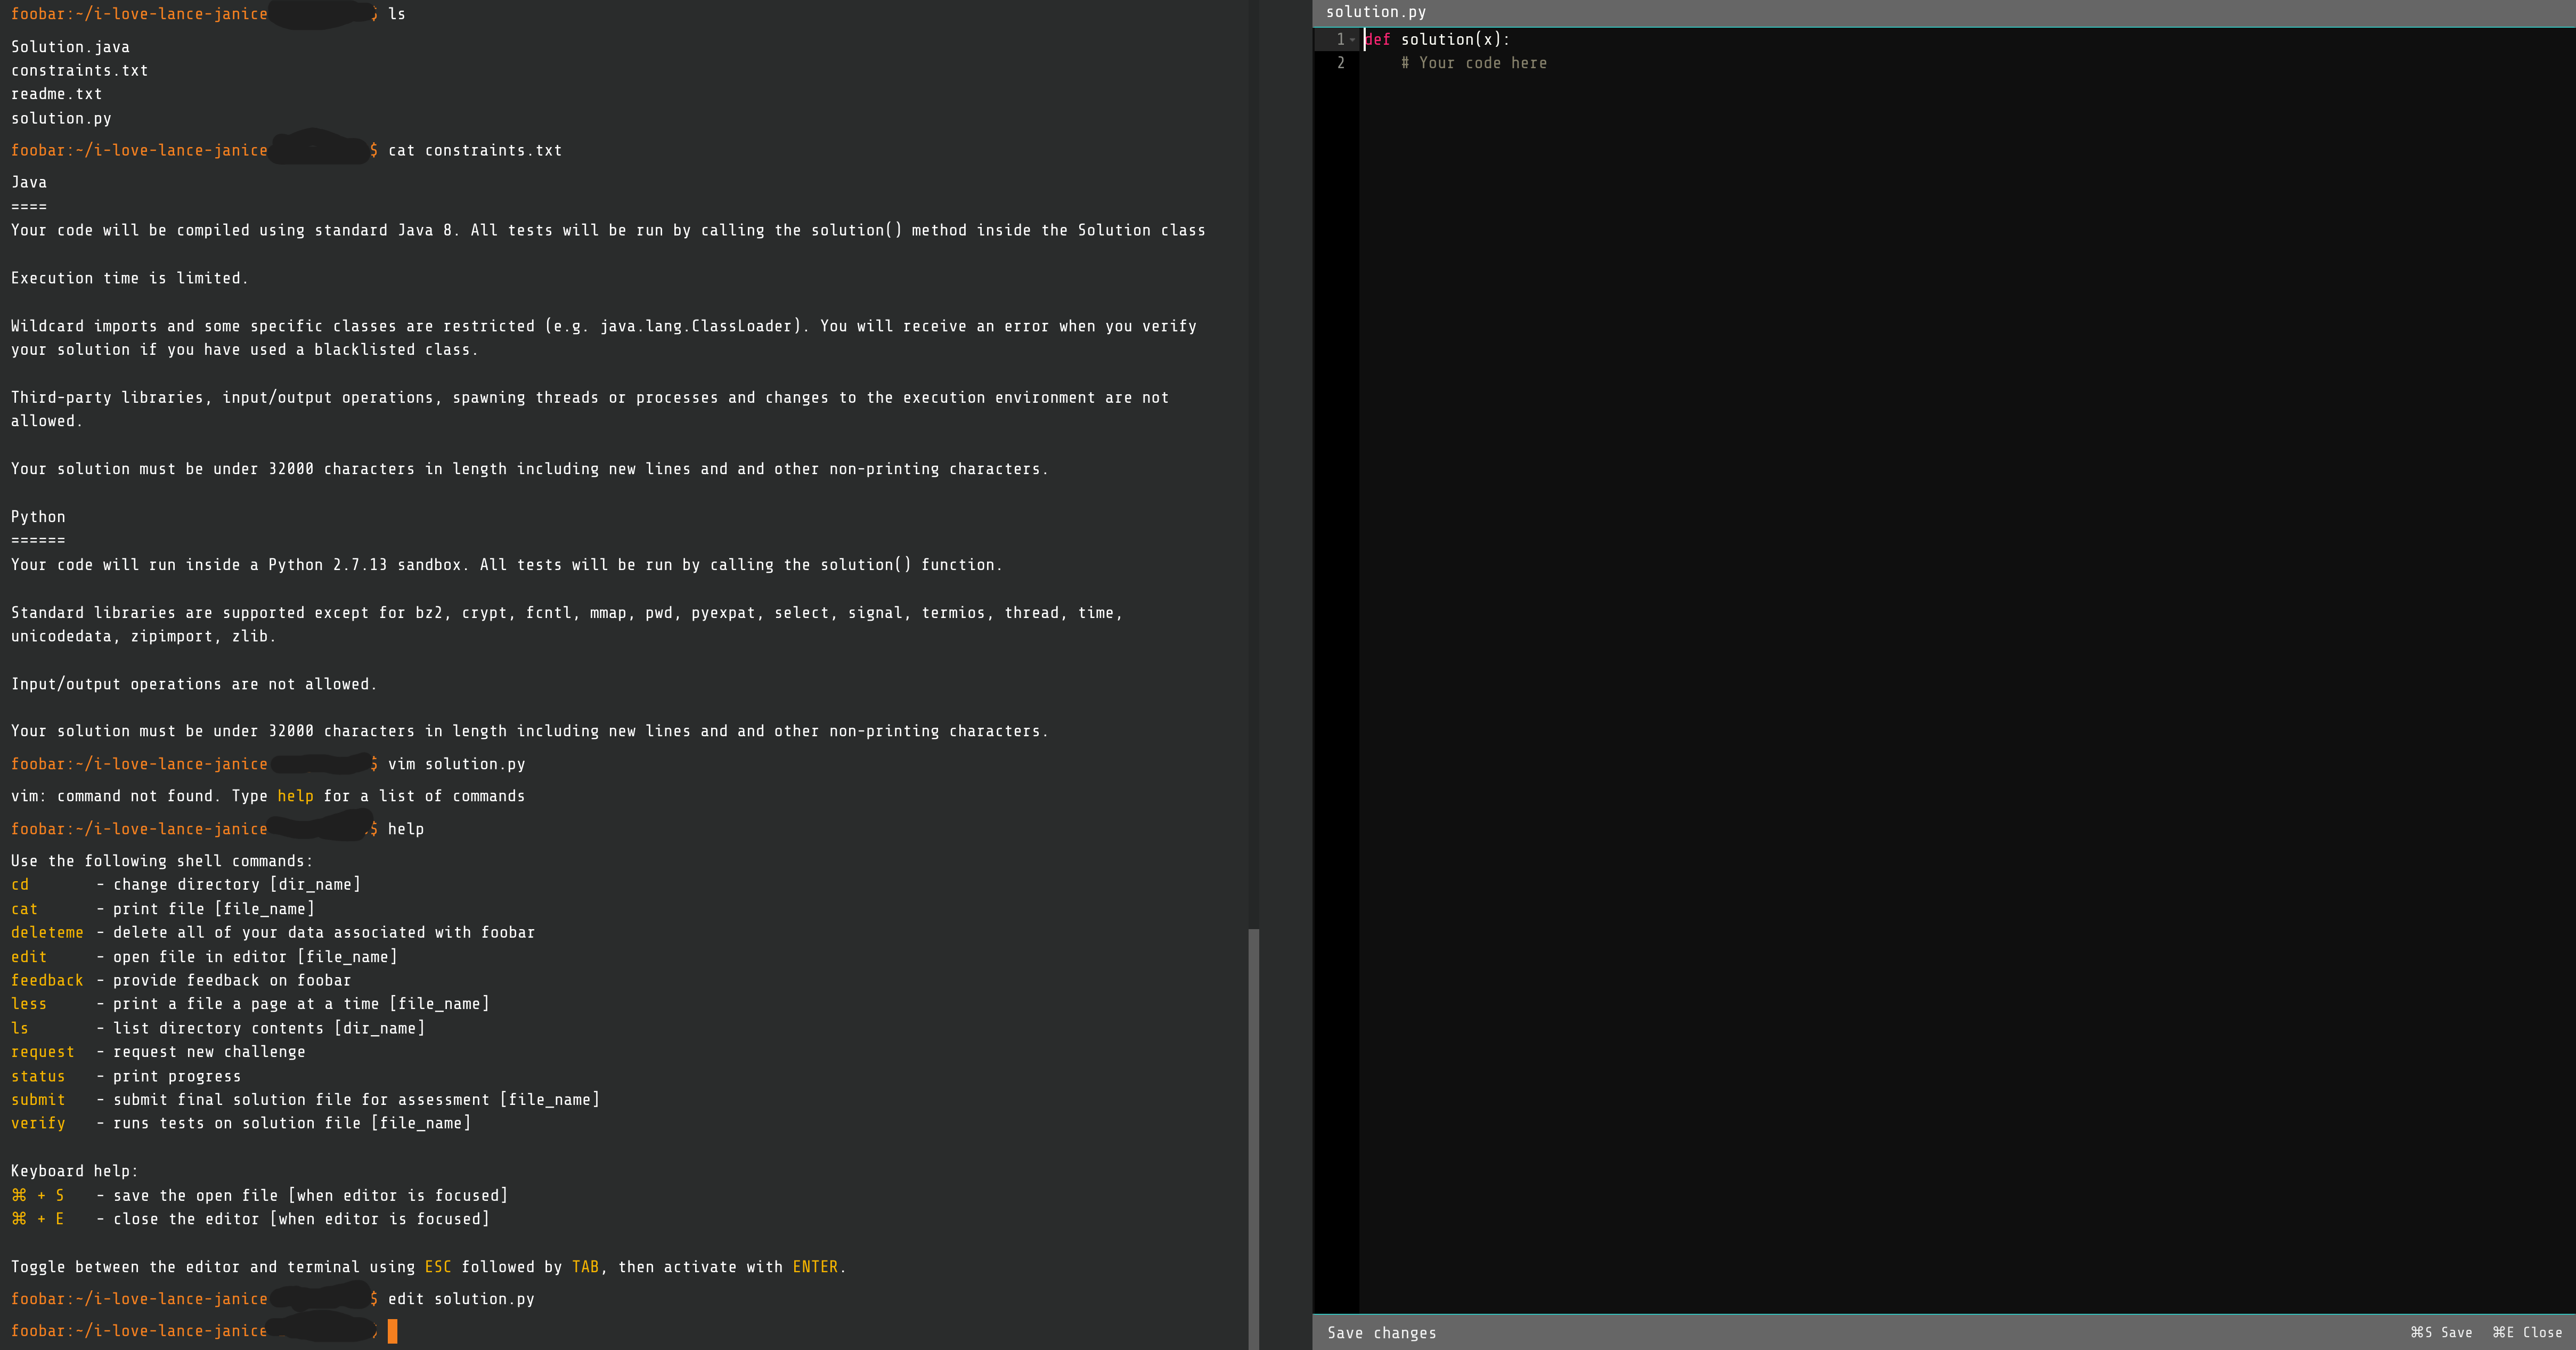 foobar:~/i-love-lance-janice $ ls
Solution.java
constraints.txt
readme.txt
solution.py
foobar:~/i-love-lance-janice $ cat constraints.txt
Java
====
Your code will be compiled using standard Java 8. All tests will be run by calling the solution() method inside the Solution class
Execution time is limited.
Wildcard imports and some specific classes are restricted (e.g. java.lang.ClassLoader). You will receive an error when you verify
your solution if you have used a blacklisted class.
Third-party libraries, input/output operations, spawning threads or processes and changes to the execution environment are not
allowed.
Your solution must be under 32000 characters in length including new lines and and other non-printing characters.
Python
======
Your code will run inside a Python 2.7.13 sandbox. All tests will be run by calling the solution() function.
Standard libraries are supported except for bz2, crypt, fcntl, mmap, pwd, pyexpat, select, signal, termios, thread, time,
unicodedata, zipimport, zlib.
Input/output operations are not allowed.
Your solution must be under 32000 characters in length including new lines and and other non-printing characters.
foobar:~/i-love-lance-janice $ vim solution.py
vim: command not found. Type help for a list of commands
foobar:~/i-love-lance-janice $ help
Use the following shell commands:
cd - change directory [dir_name]
cat - print file [file_name]
deleteme - delete all of your data associated with foobar
edit - open file in editor [file_name]
feedback - provide feedback on foobar
less - print a file a page at a time [file_name]
ls - list directory contents [dir_name]
request - request new challenge
status - print progress
submit - submit final solution file for assessment [file_name]
verify - runs tests on solution file [file_name]
Keyboard help:
⌘ + S - save the open file [when editor is focused]
⌘ + E - close the editor [when editor is focused]
Toggle between the editor and terminal using ESC followed by TAB, then activate with ENTER.
foobar:~/i-love-lance-janice $ edit solution.py
foobar:~/i-love-lance-janice
solution.py
1 def solution(x):
2 # Your code here
Save changes
⌘S Save ⌘E Close